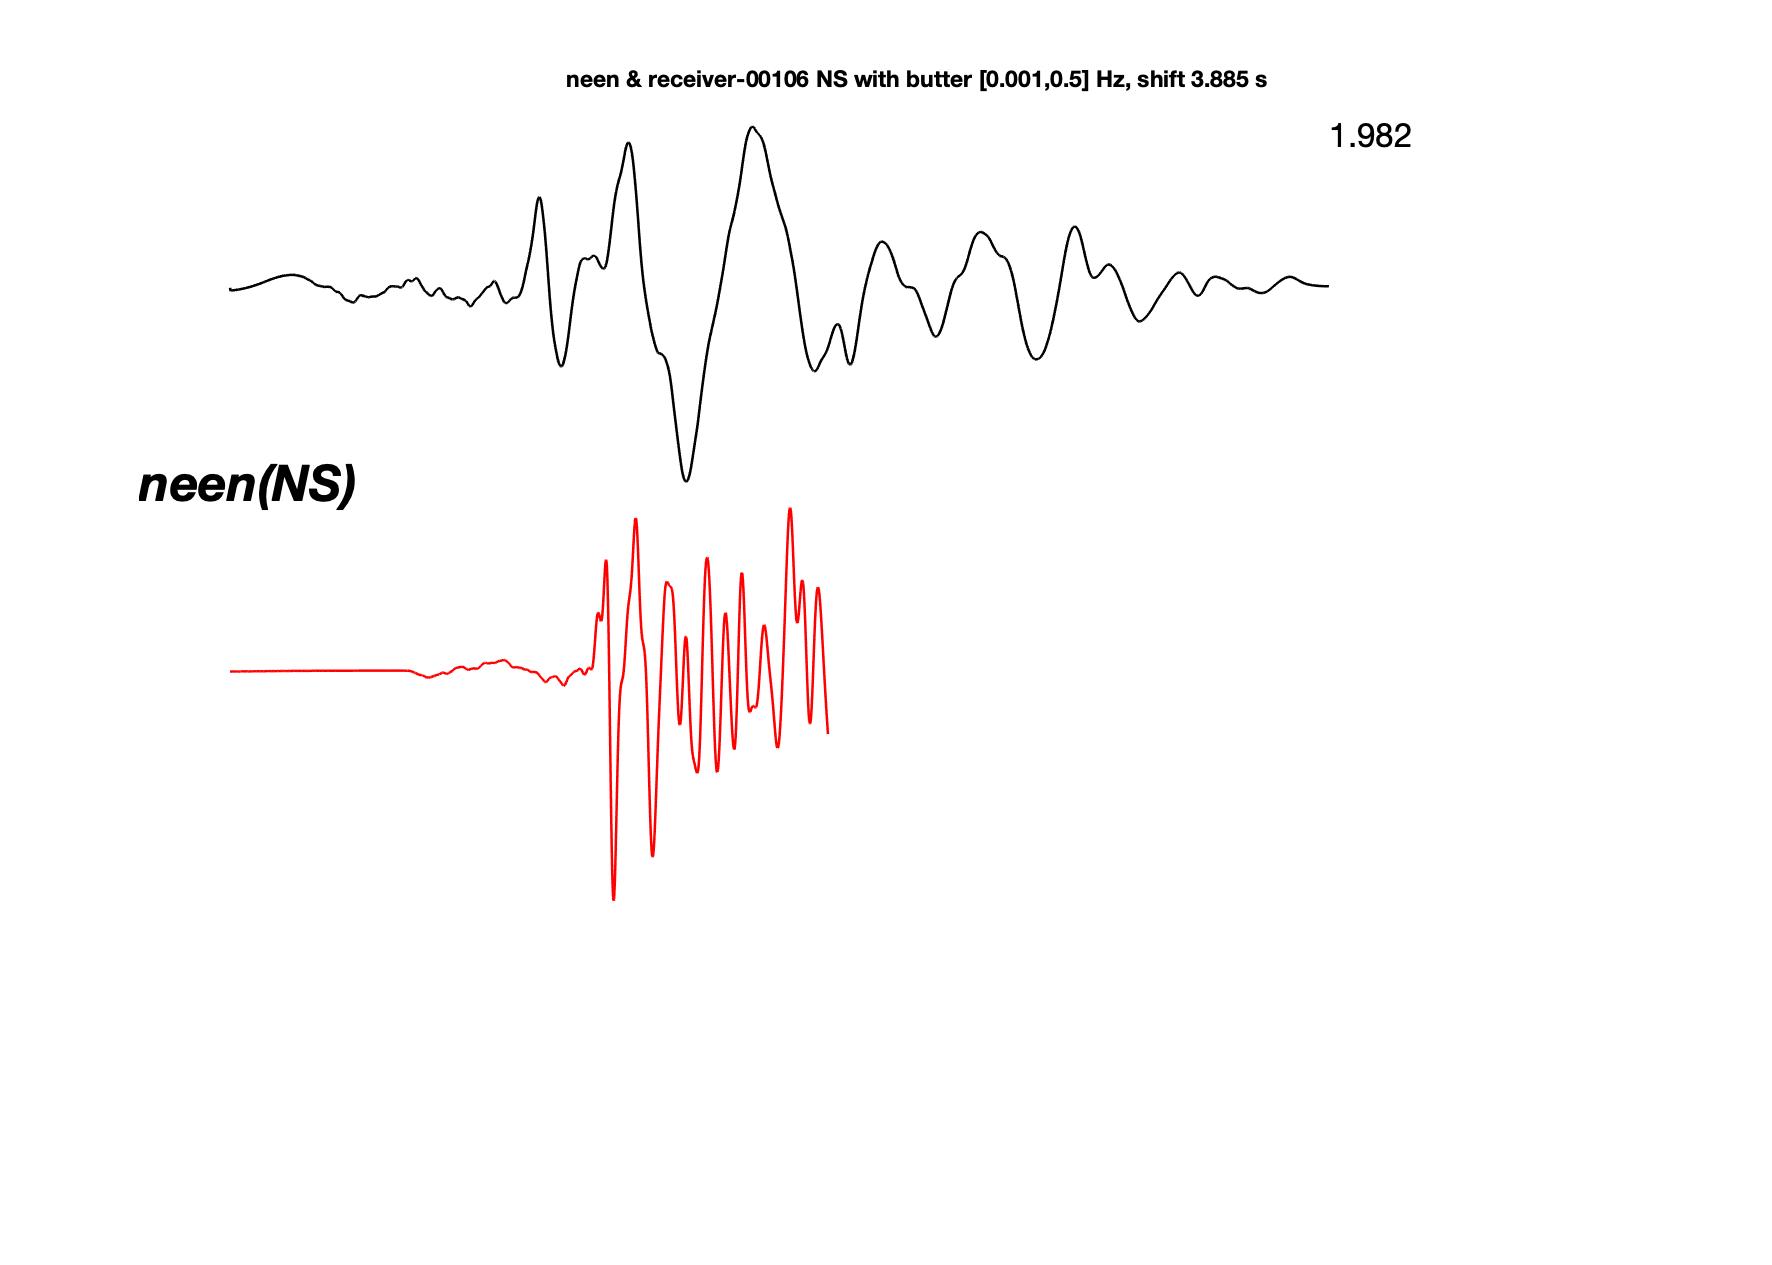 neen & receiver-00106 NS with butter [0.001,0.5] Hz, shift 3.885 s
1.982
neen(NS)